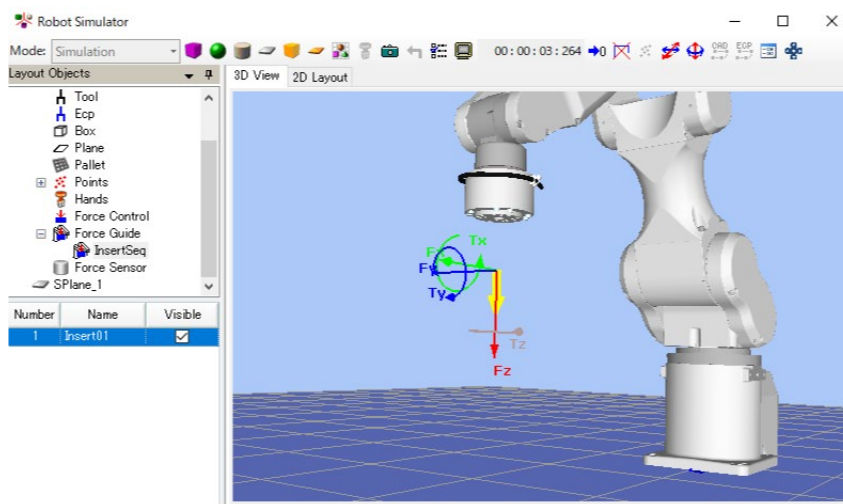 Robot Simulator
Mode: Simulation
00:00:03:264
CAD
ECP
Layout Objects
3D View
2D Layout
Tool
Ecp
Box
Plane
Pallet
Points
Hands
Force Control
Force Guide
InsertSeq
Force Sensor
SPlane_1
Number Name Visible
1 Insert01
Tx
Fy
Ty
Tz
Fz